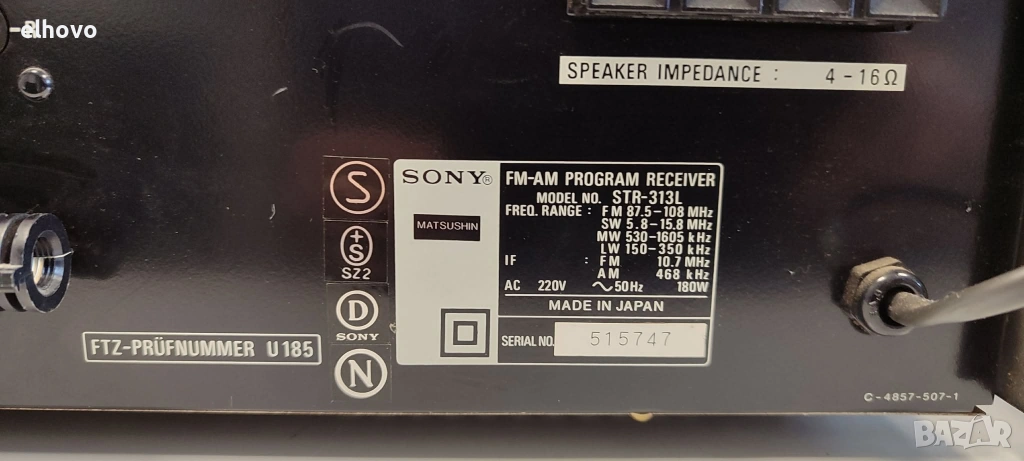 elhovo
R
SPEAKER IMPEDANCE : 4-16Ω
S
+
S
SZ2
D
SONY
N
SONY®
MATSUSHIN
FM-AM PROGRAM RECEIVER
MODEL NO. STR-313L
FREQ. RANGE : FM 87.5-108 MHz
SW 5.8-15.8 MHz
MW 530-1605 kHz
LW 150-350 kHz
IF : FM 10.7 MHz
AM 468 kHz
AC 220V ~50Hz 180W
MADE IN JAPAN
SERIAL NO. 515747
FTZ-PRÜFNUMMER U185
C-4857-507-1
BAZAR